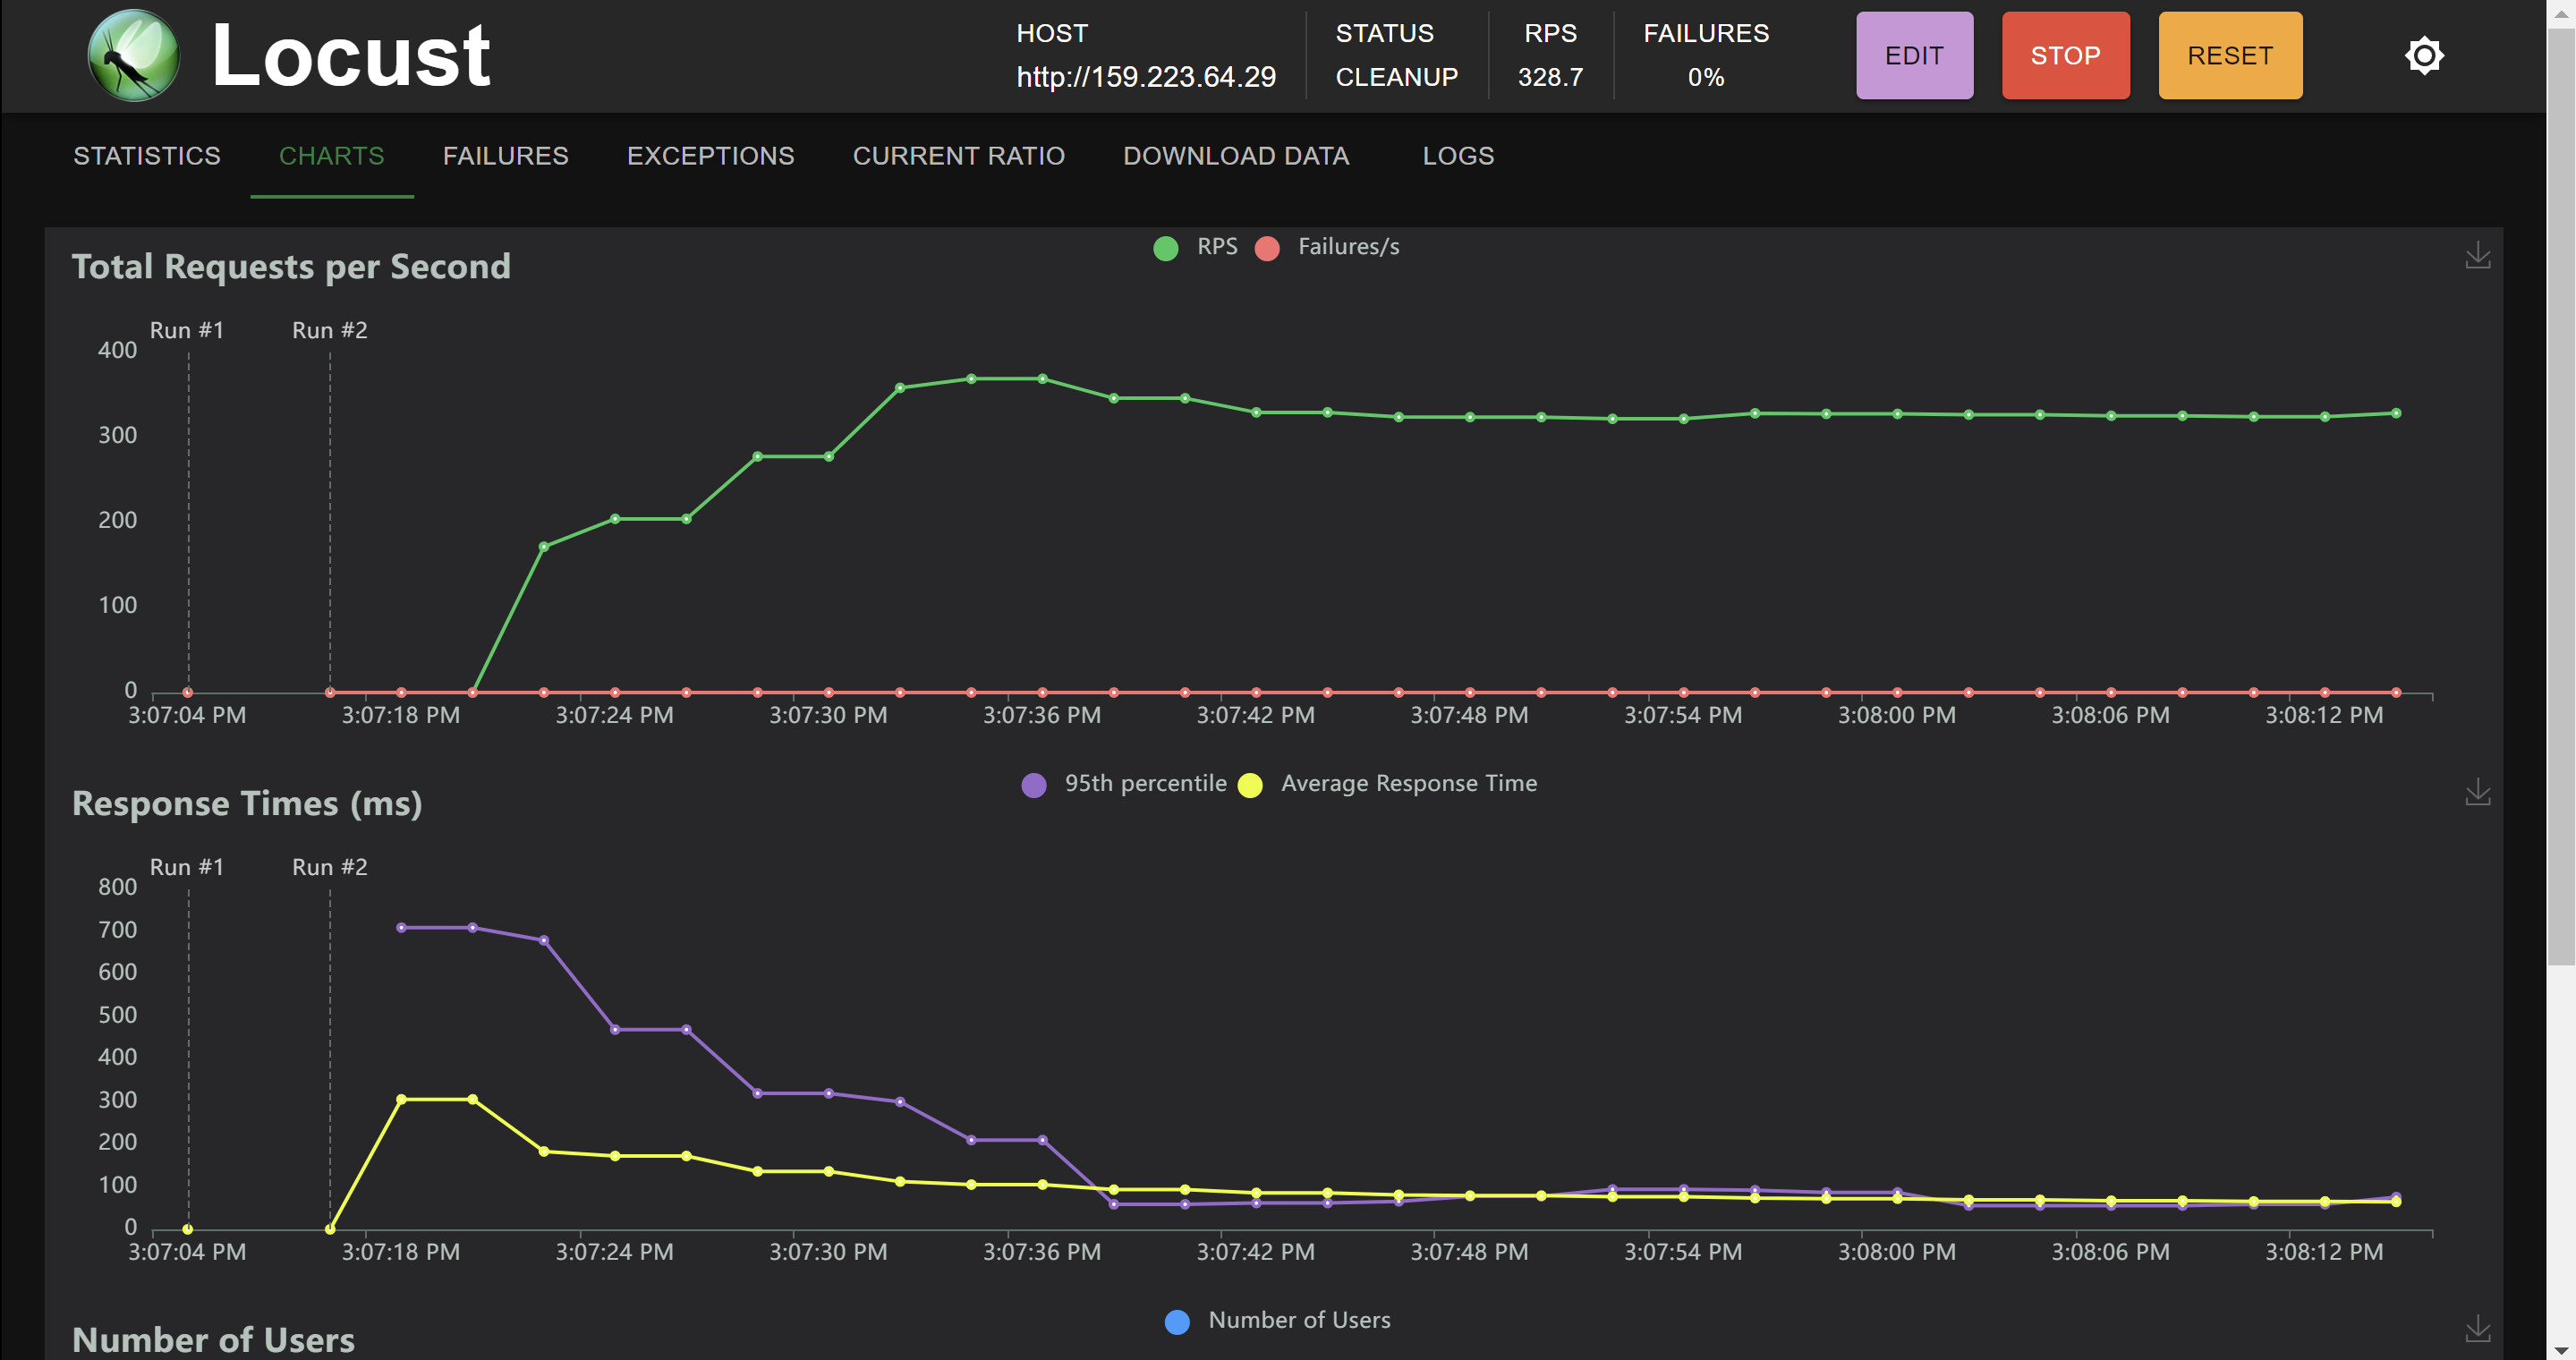 Locust
HOST
http://159.223.64.29
STATUS
CLEANUP
RPS
328.7
FAILURES
0%
EDIT
STOP
RESET
STATISTICS
CHARTS
FAILURES
EXCEPTIONS
CURRENT RATIO
DOWNLOAD DATA
LOGS
Total Requests per Second
RPS
Failures/s
Run #1
Run #2
400
300
200
100
0
3:07:04 PM
3:07:18 PM
3:07:24 PM
3:07:30 PM
3:07:36 PM
3:07:42 PM
3:07:48 PM
3:07:54 PM
3:08:00 PM
3:08:06 PM
3:08:12 PM
Response Times (ms)
95th percentile
Average Response Time
Run #1
Run #2
800
700
600
500
400
300
200
100
0
3:07:04 PM
3:07:18 PM
3:07:24 PM
3:07:30 PM
3:07:36 PM
3:07:42 PM
3:07:48 PM
3:07:54 PM
3:08:00 PM
3:08:06 PM
3:08:12 PM
Number of Users
Number of Users